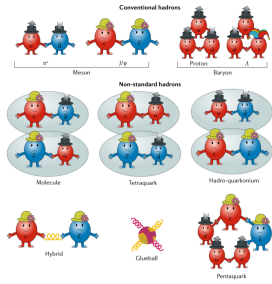 Conventional hadrons
π⁺ J/ψ Proton Λ
Meson Baryon
Non-standard hadrons
Molecule Tetraquark Hadro-quarkonium
Hybrid Glueball Pentaquark